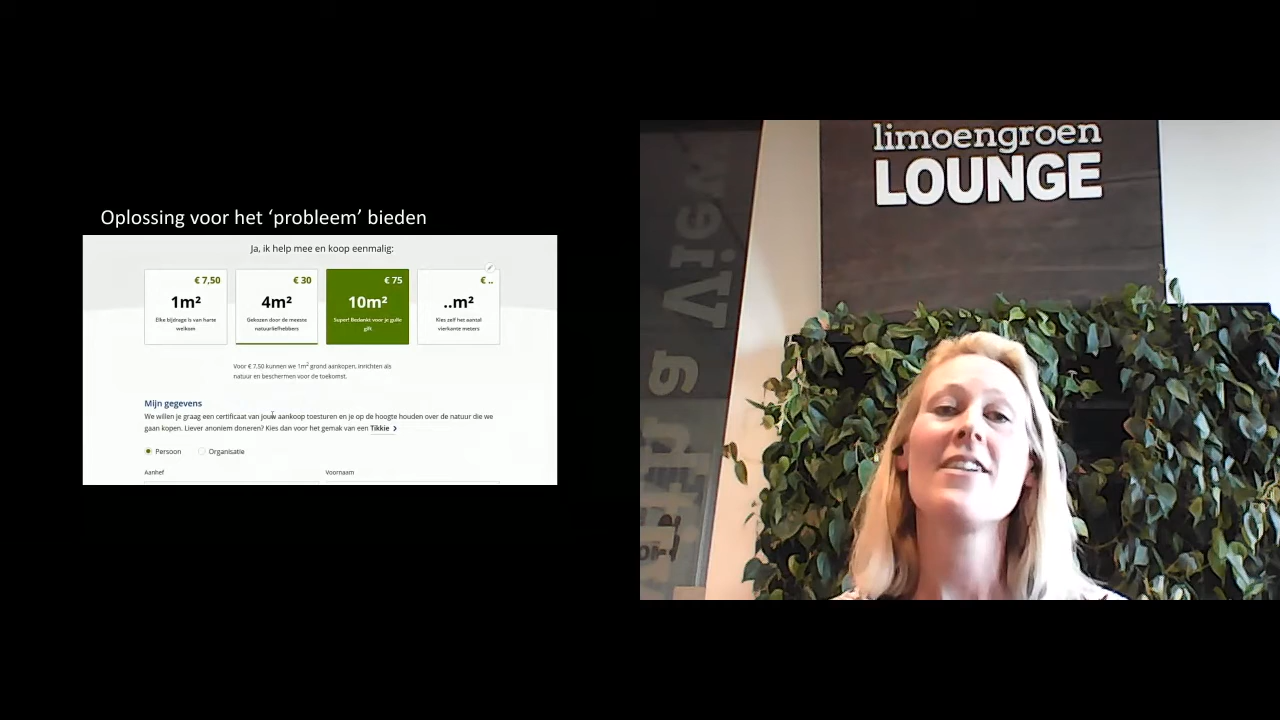 Oplossing voor het ‘probleem’ bieden
Ja, ik help mee en koop eenmalig:
€ 7,50
1m²
Elke bijdrage is van harte
welkom
€ 30
4m²
Gekozen door de meeste
natuurliefhebbers
€ 75
10m²
Super! Bedankt voor je gulle
gift.
€ ..
..m²
Kies zelf het aantal
vierkante meters
Voor € 7,50 kunnen we 1m² grond aankopen, inrichten als
natuur en beschermen voor de toekomst.
Mijn gegevens
We willen je graag een certificaat van jouw aankoop toesturen en je op de hoogte houden over de natuur die we
gaan kopen. Liever anoniem doneren? Kies dan voor het gemak van een Tikkie >
Persoon
Organisatie
Aanhef
Voornaam
limoengroen
LOUNGE